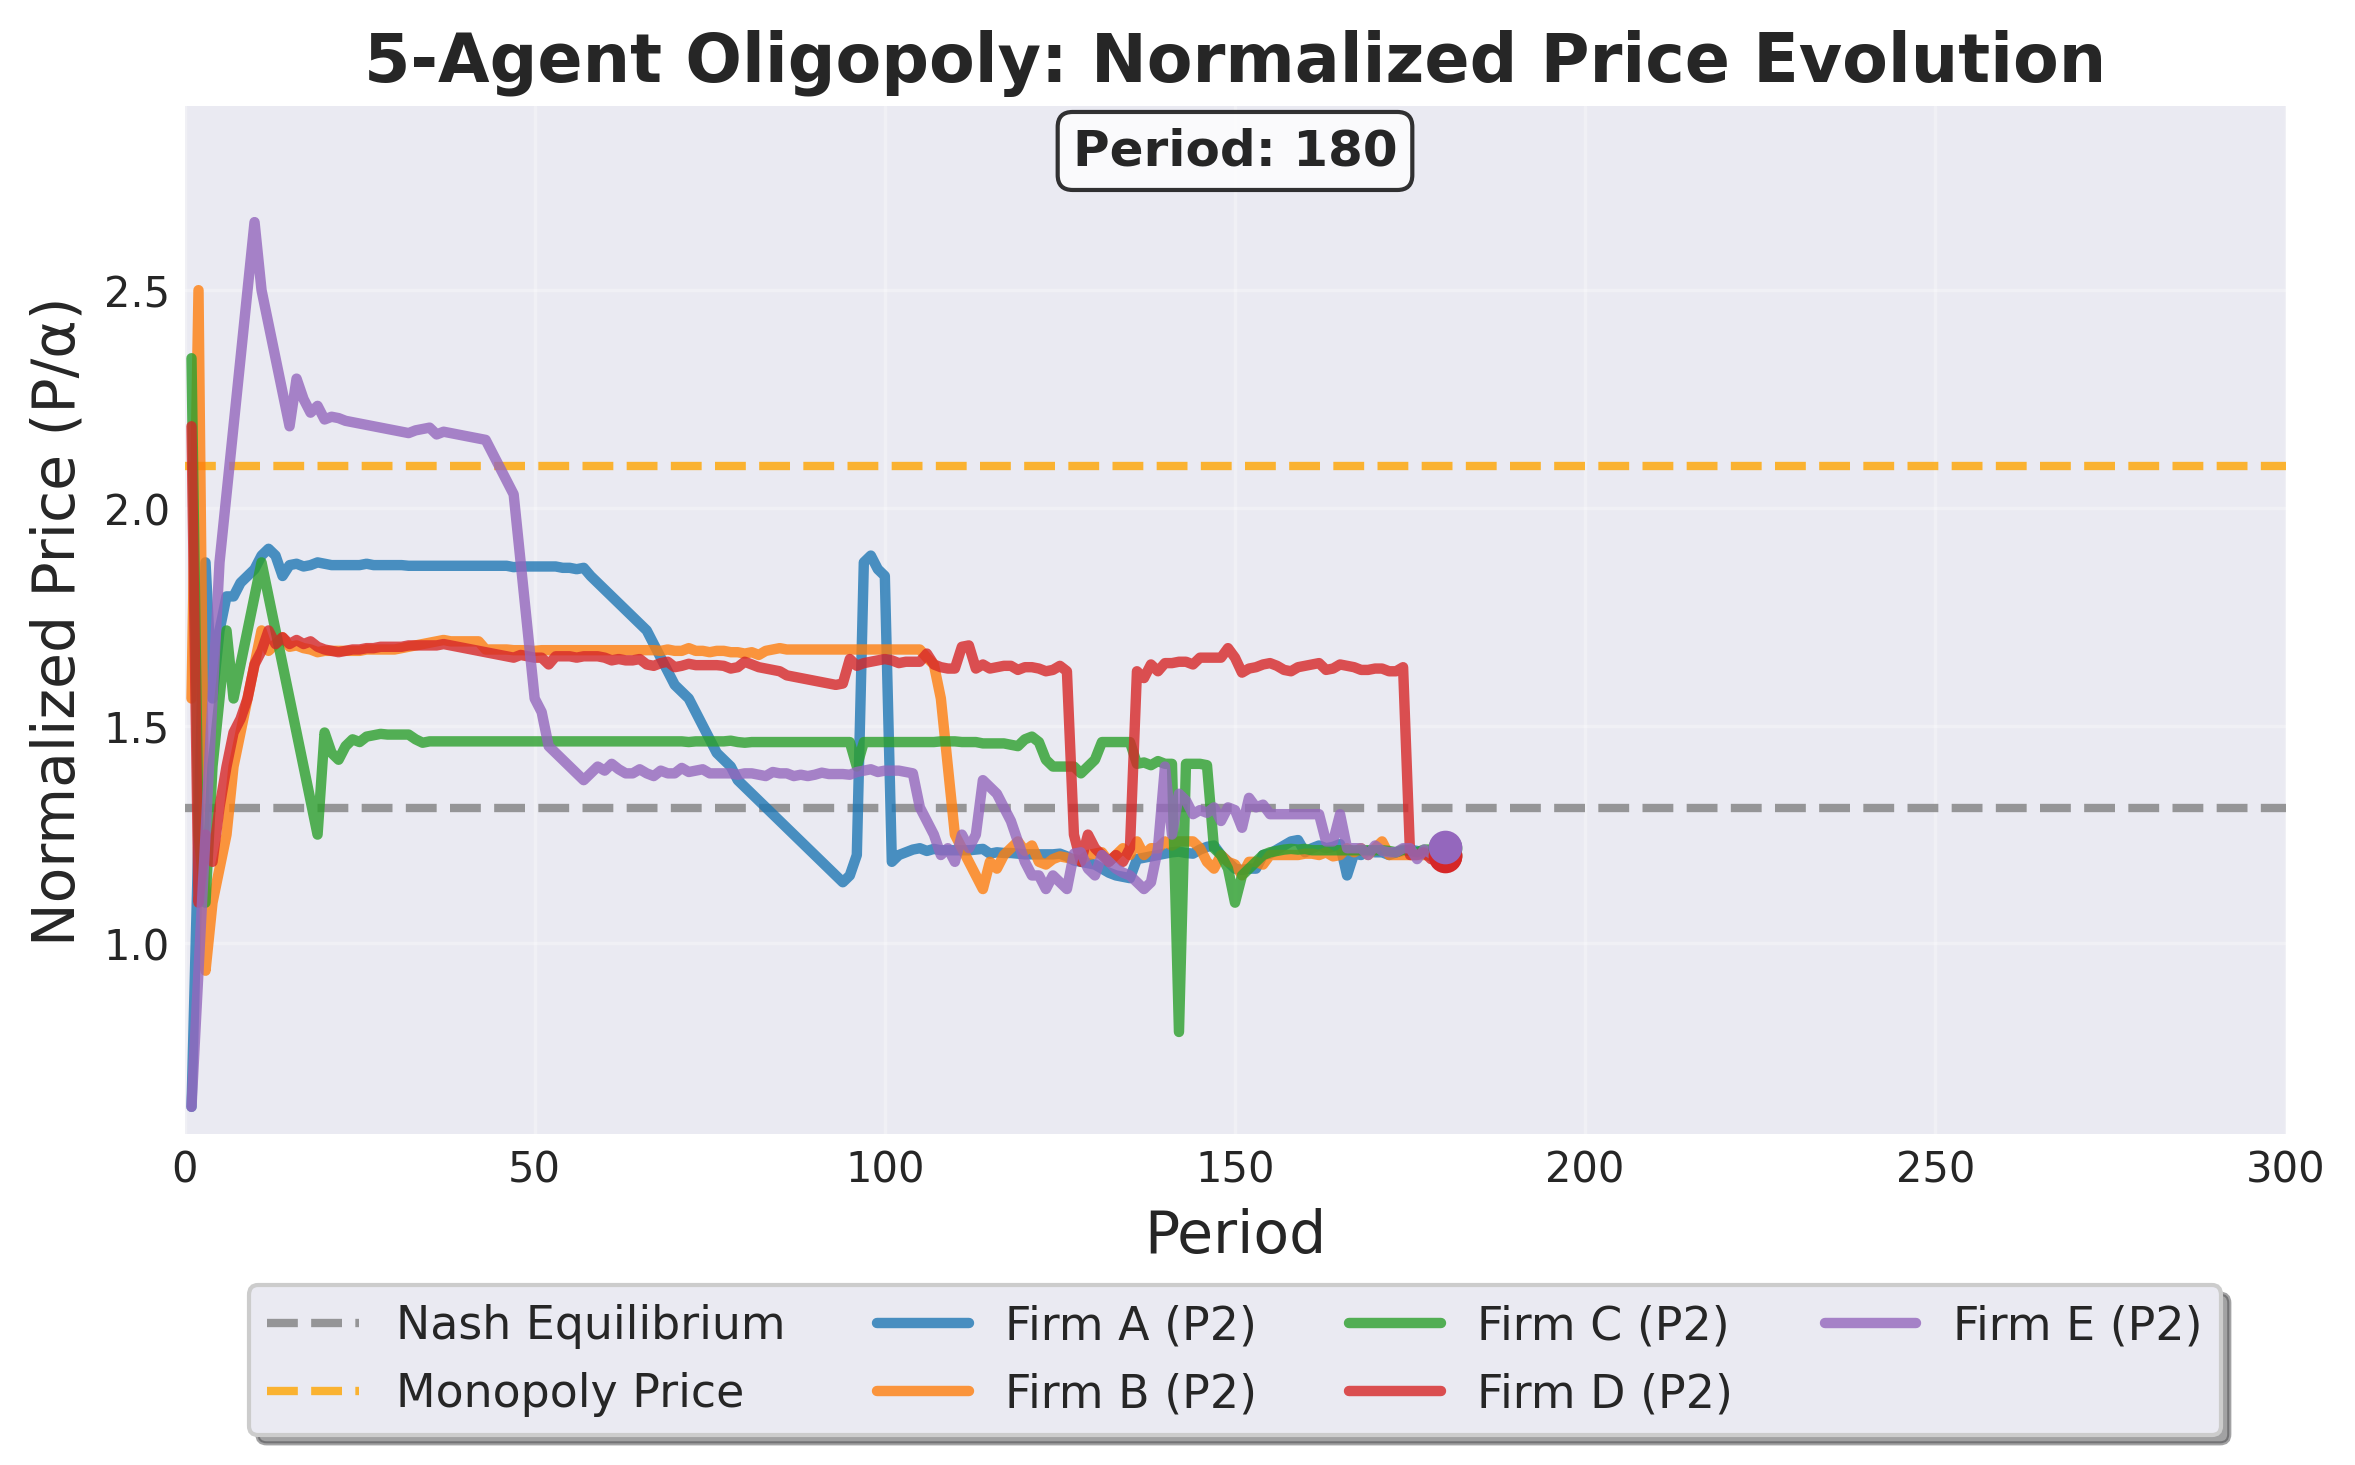 5-Agent Oligopoly: Normalized Price Evolution
Period: 180
Normalized Price (P/α)
2.5
2.0
1.5
1.0
0
50
100
150
200
250
300
Period
Nash Equilibrium
Monopoly Price
Firm A (P2)
Firm B (P2)
Firm C (P2)
Firm D (P2)
Firm E (P2)